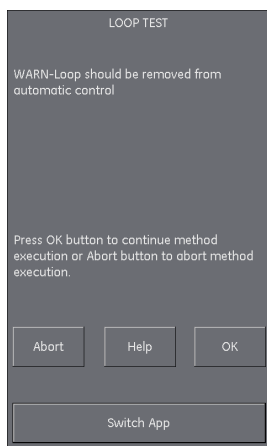 LOOP TEST
WARN-Loop should be removed from
automatic control
Press OK button to continue method
execution or Abort button to abort method
execution.
Abort
Help
OK
Switch App